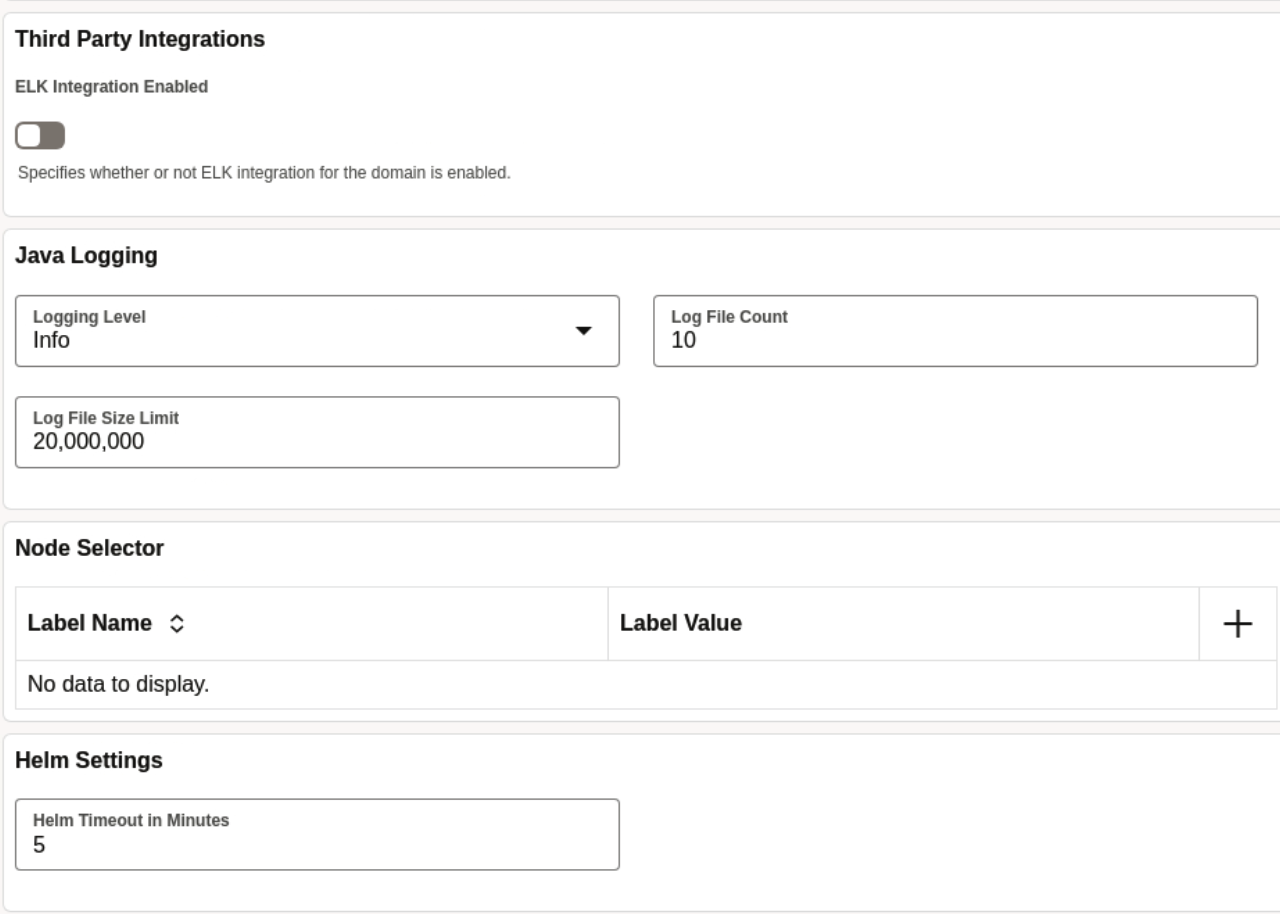 Third Party Integrations
ELK Integration Enabled
Specifies whether or not ELK integration for the domain is enabled.
Java Logging
Logging Level
Info
Log File Count
10
Log File Size Limit
20,000,000
Node Selector
Label Name Label Value
No data to display.
Helm Settings
Helm Timeout in Minutes
5